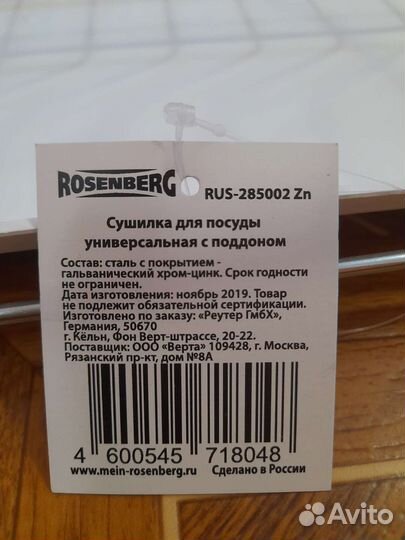 ROSENBERG
RUS-285002 Zn
Сушилка для посуды
универсальная с поддоном
Состав: сталь с покрытием -
гальванический хром-цинк. Срок годности
не ограничен.
Дата изготовления: ноябрь 2019. Товар
не подлежит обязательной сертификации.
Изготовлено по заказу: «Реутер ГмбХ»,
Германия, 50670
г. Кёльн, Фон Верт-штрассе, 20-22.
Поставщик: ООО «Верта» 109428, г. Москва,
Рязанский пр-кт, дом №8А
4 600545 718048
www.mein-rosenberg.ru Сделано в России
Avito